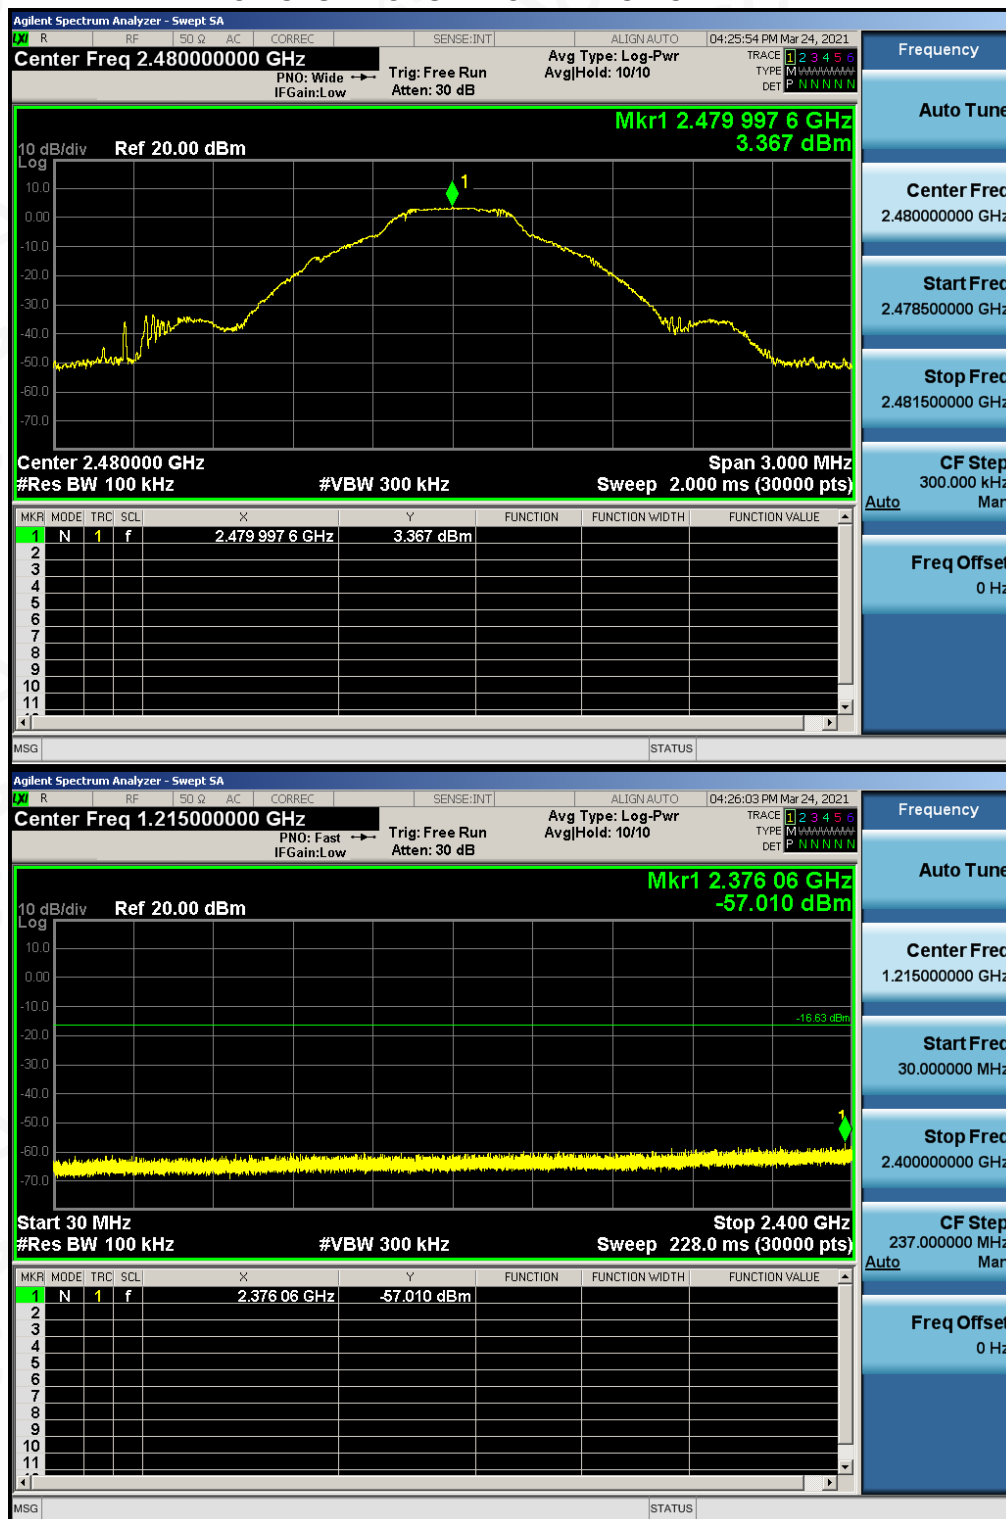 Agilent Spectrum Analyzer - Swept SA
LXI R RF 50 Ω AC CORREC SENSE:INT ALIGN AUTO 04:25:54 PM Mar 24, 2021
Center Freq 2.480000000 GHz
PNO: Wide
IFGain:Low
Trig: Free Run
Atten: 30 dB
Avg Type: Log-Pwr
Avg|Hold: 10/10
TRACE 1 2 3 4 5 6
TYPE M WWWWW
DET P N N N N N
Mkr1 2.479 997 6 GHz
3.367 dBm
10 dB/div Ref 20.00 dBm
Log
10.0
0.00
-10.0
-20.0
-30.0
-40.0
-50.0
-60.0
-70.0
1
Center 2.480000 GHz Span 3.000 MHz
#Res BW 100 kHz #VBW 300 kHz Sweep 2.000 ms (30000 pts)
MKR MODE TRC SCL X Y FUNCTION FUNCTION WIDTH FUNCTION VALUE
1 N 1 f 2.479 997 6 GHz 3.367 dBm
2
3
4
5
6
7
8
9
10
11
MSG STATUS
Frequency
Auto Tune
Center Freq
2.480000000 GHz
Start Freq
2.478500000 GHz
Stop Freq
2.481500000 GHz
CF Step
300.000 kHz
Auto Man
Freq Offset
0 Hz
Agilent Spectrum Analyzer - Swept SA
LXI R RF 50 Ω AC CORREC SENSE:INT ALIGN AUTO 04:26:03 PM Mar 24, 2021
Center Freq 1.215000000 GHz
PNO: Fast
IFGain:Low
Trig: Free Run
Atten: 30 dB
Avg Type: Log-Pwr
Avg|Hold: 10/10
TRACE 1 2 3 4 5 6
TYPE M WWWWW
DET P N N N N N
Mkr1 2.376 06 GHz
-57.010 dBm
10 dB/div Ref 20.00 dBm
Log
10.0
0.00
-10.0
-20.0
-30.0
-40.0
-50.0
-60.0
-70.0
-16.63 dBm
1
Start 30 MHz Stop 2.400 GHz
#Res BW 100 kHz #VBW 300 kHz Sweep 228.0 ms (30000 pts)
MKR MODE TRC SCL X Y FUNCTION FUNCTION WIDTH FUNCTION VALUE
1 N 1 f 2.376 06 GHz -57.010 dBm
2
3
4
5
6
7
8
9
10
11
MSG STATUS
Frequency
Auto Tune
Center Freq
1.215000000 GHz
Start Freq
30.000000 MHz
Stop Freq
2.400000000 GHz
CF Step
237.000000 MHz
Auto Man
Freq Offset
0 Hz